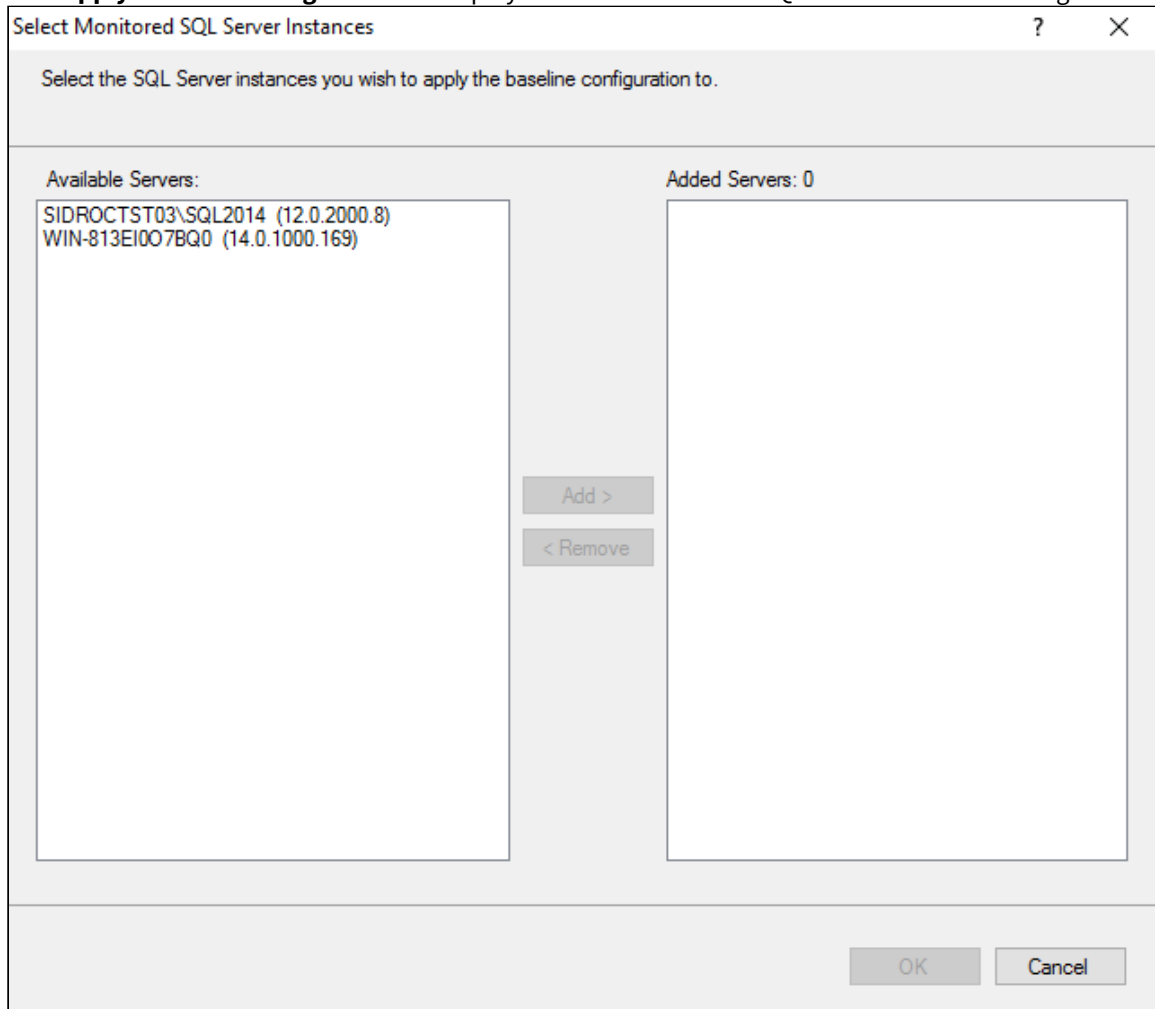 Select Monitored SQL Server Instances ?
Select the SQL Server instances you wish to apply the baseline configuration to.
Available Servers:
Added Servers: 0
SIDROCTST03\SQL2014 (12.0.2000.8)
WIN-813EI0O7BQ0 (14.0.1000.169)
Add >
< Remove
OK
Cancel